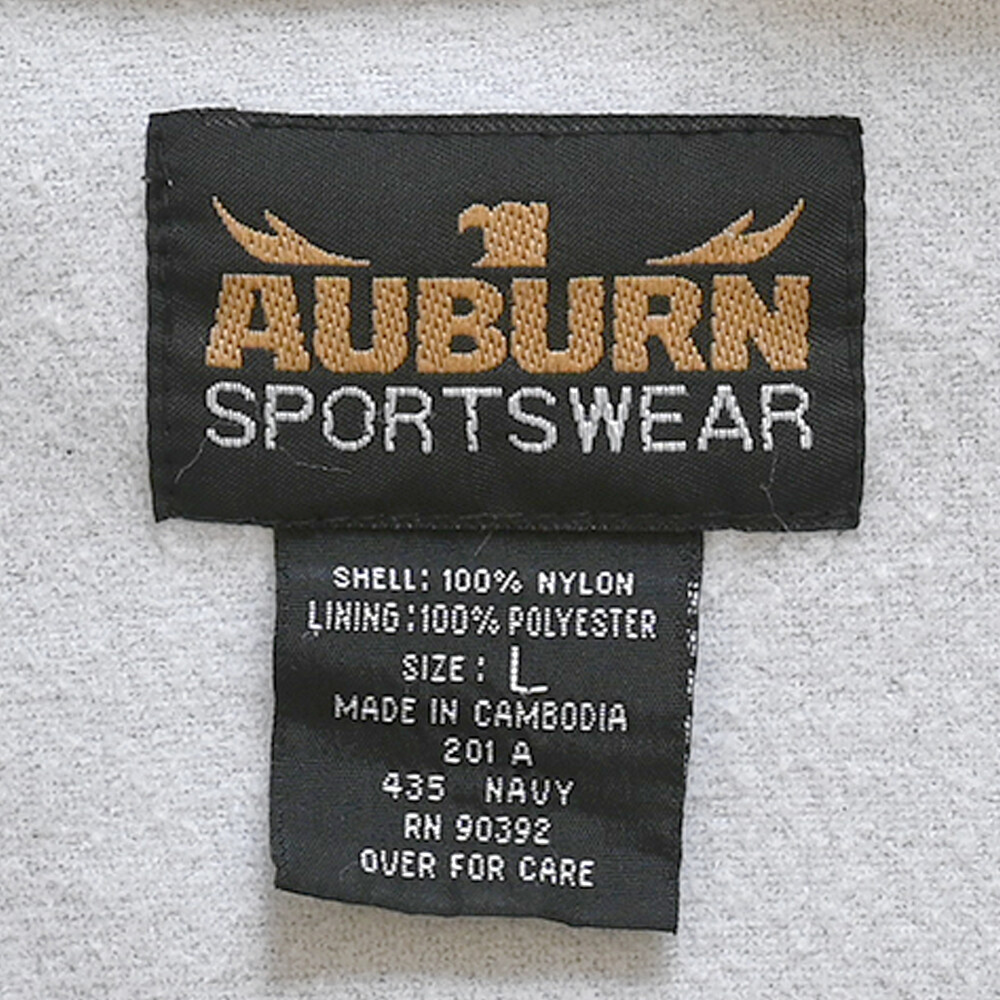 AUBURN
SPORTSWEAR
SHELL: 100% NYLON
LINING:100% POLYESTER
SIZE: L
MADE IN CAMBODIA
201 A
435 NAVY
RN 90392
OVER FOR CARE